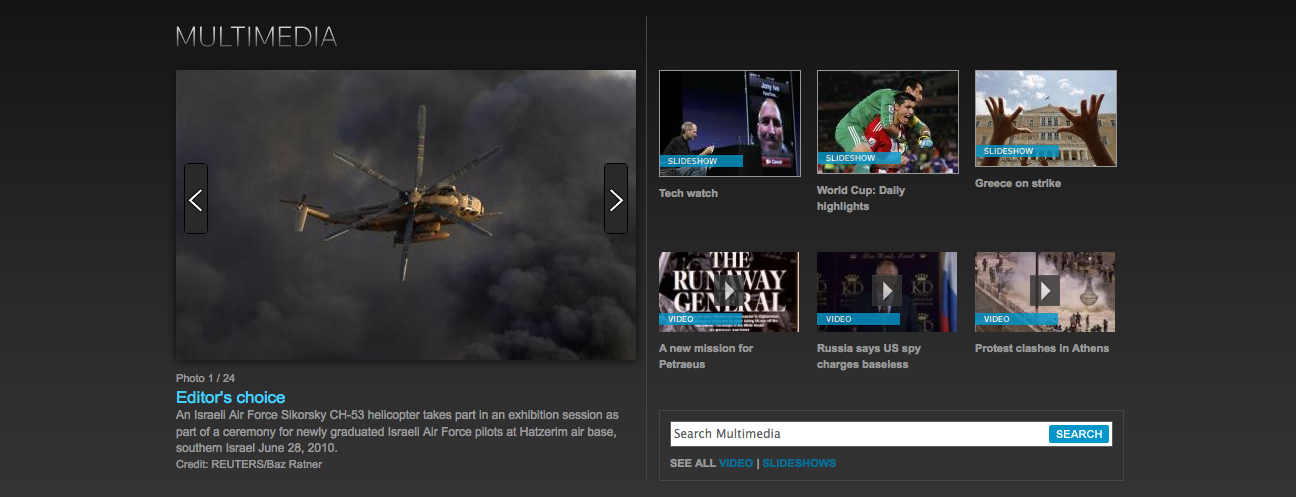 MULTIMEDIA
Photo 1 / 24
Editor's choice
An Israeli Air Force Sikorsky CH-53 helicopter takes part in an exhibition session as
part of a ceremony for newly graduated Israeli Air Force pilots at Hatzerim air base,
southern Israel June 28, 2010.
Credit: REUTERS/Baz Ratner
Jony Ive
SLIDESHOW
Tech watch
SLIDESHOW
World Cup: Daily
highlights
SLIDESHOW
Greece on strike
THE
RUNAWAY
GENERAL
VIDEO
A new mission for
Petraeus
KD
KD
VIDEO
Russia says US spy
charges baseless
VIDEO
Protest clashes in Athens
Search Multimedia
SEARCH
SEE ALL VIDEO | SLIDESHOWS